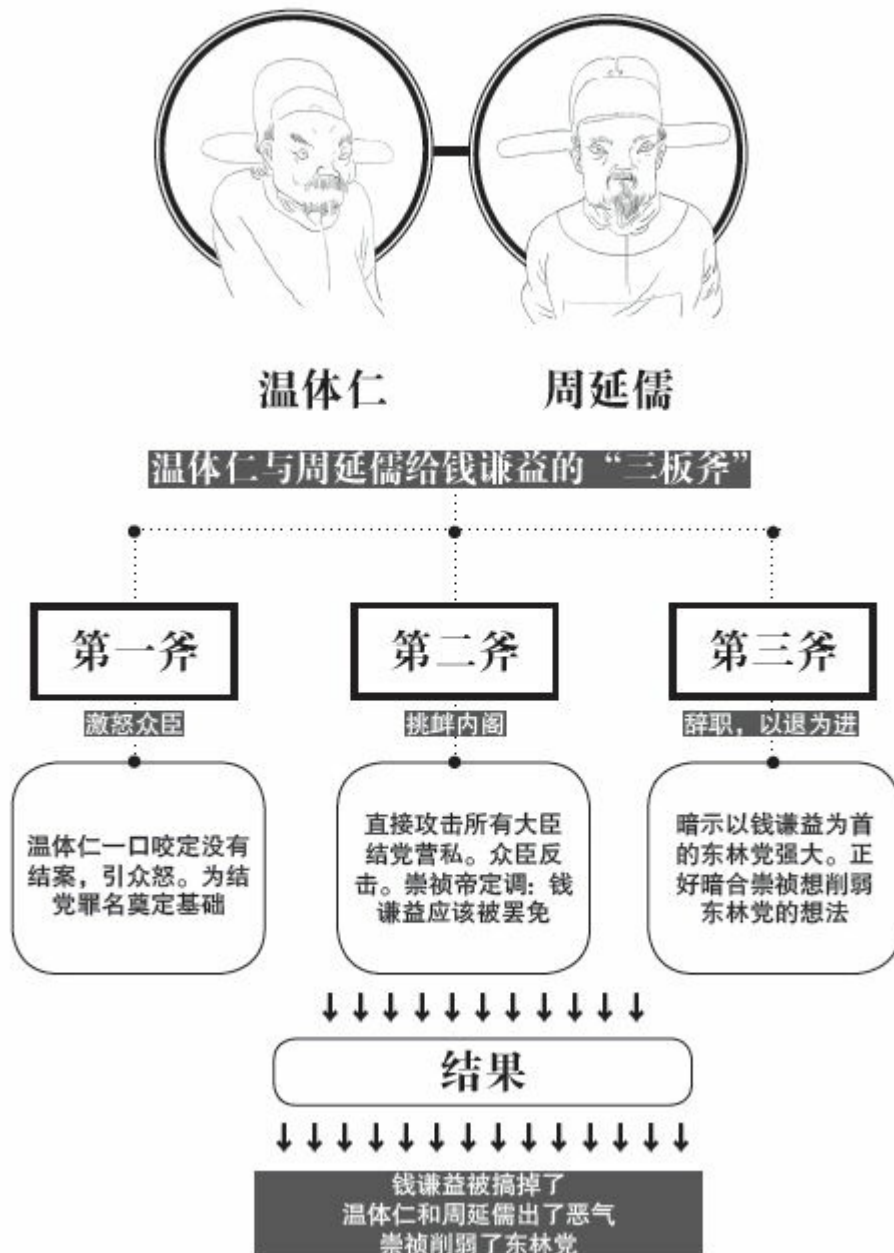 温体仁
周延儒
温体仁与周延儒给钱谦益的“三板斧”
第一斧
激怒众臣
温体仁一口咬定没有
结案，引众怒。为结
党罪名奠定基础
第二斧
挑衅内阁
直接攻击所有大臣
结党营私。众臣反
击。崇祯帝定调：钱
谦益应该被罢免
第三斧
辞职，以退为进
暗示以钱谦益为首
的东林党强大。正
好暗合崇祯想削弱
东林党的想法
结果
钱谦益被搞掉了
温体仁和周延儒出了恶气
崇祯削弱了东林党